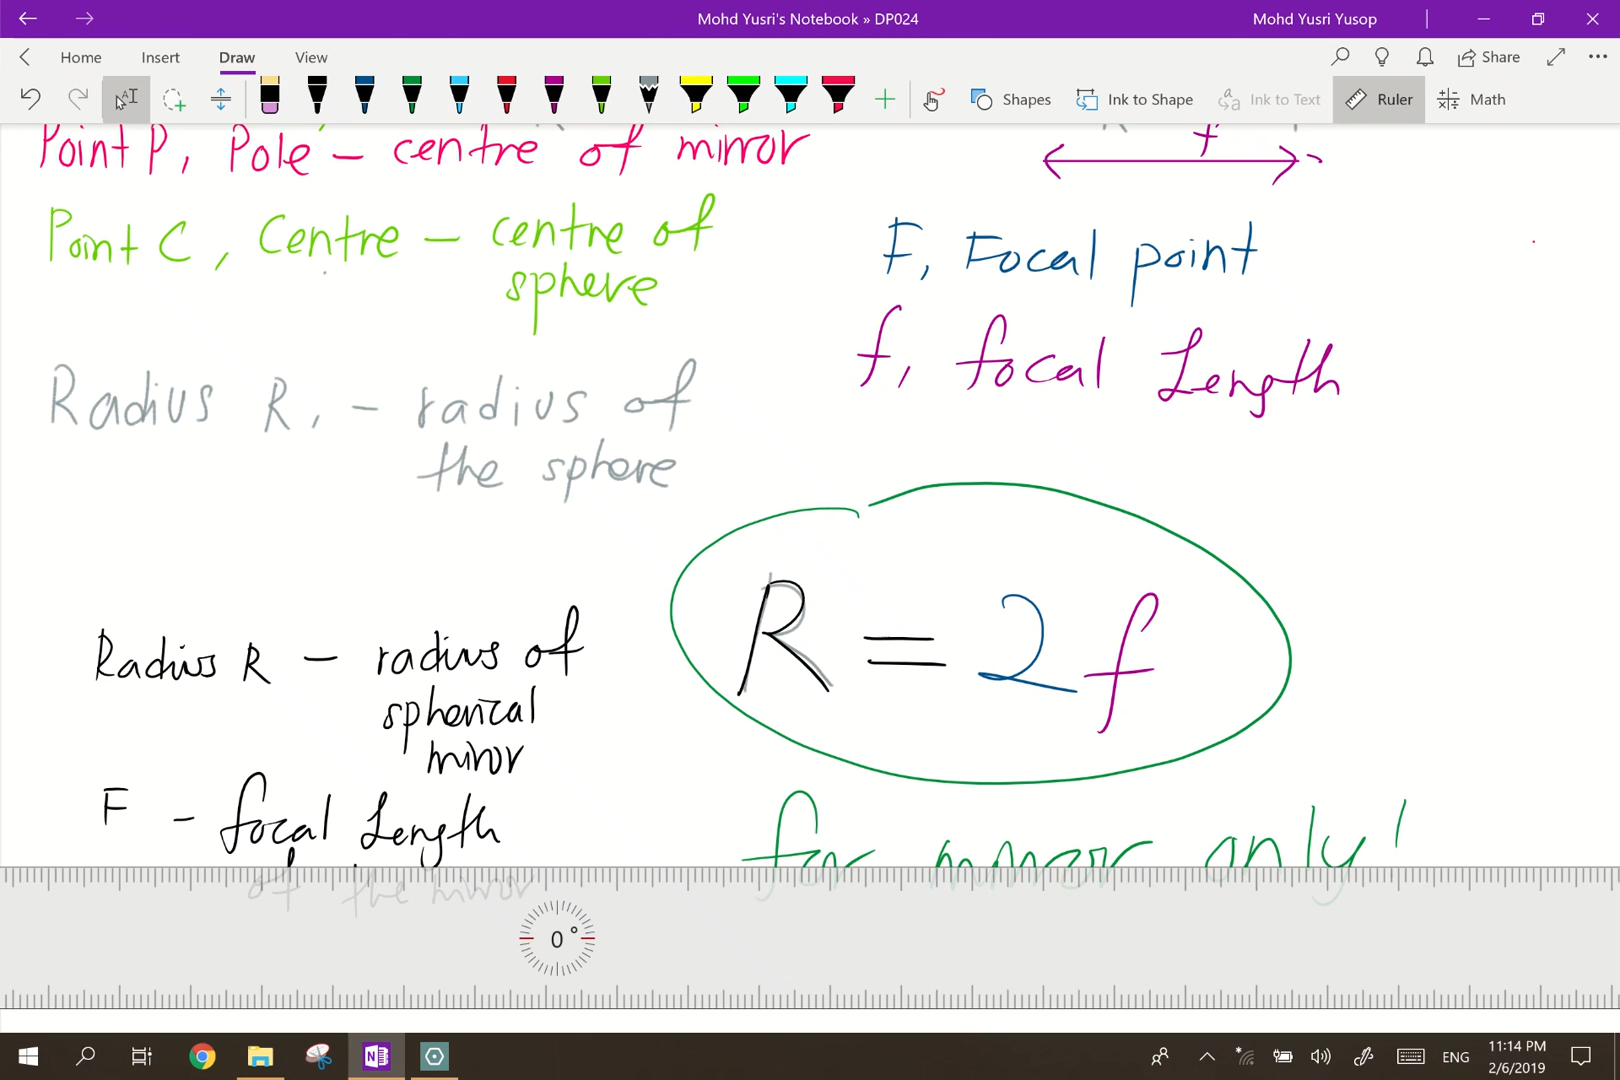 Mohd Yusri's Notebook » DP024
Mohd Yusri Yusop
Home Insert Draw View
Share
Shapes Ink to Shape Ink to Text Ruler Math
Point P, Pole – centre of mirror
f
Point C, Centre – centre of
sphere
F, Focal point
f, focal Length
Radius R, – radius of
the sphere
R = 2f
Radius R – radius of
spherical
mirror
F – focal Length
of the mirror
for mirror only!
0°
ENG
11:14 PM
2/6/2019